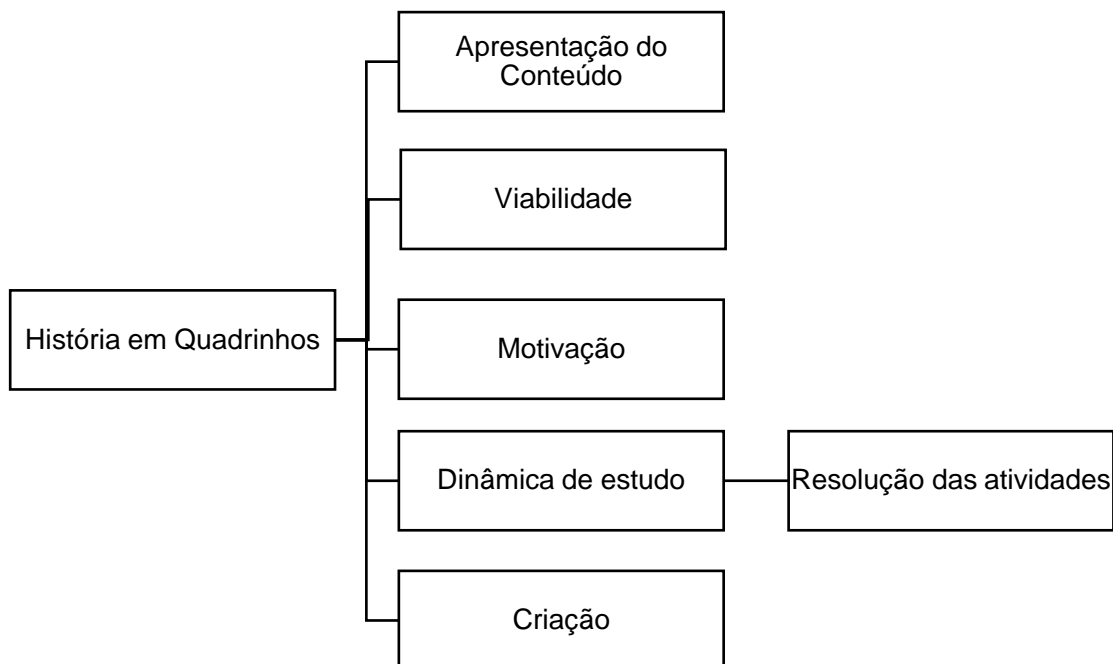 Apresentação do
Conteúdo
Viabilidade
História em Quadrinhos
Motivação
Dinâmica de estudo
Resolução das atividades
Criação